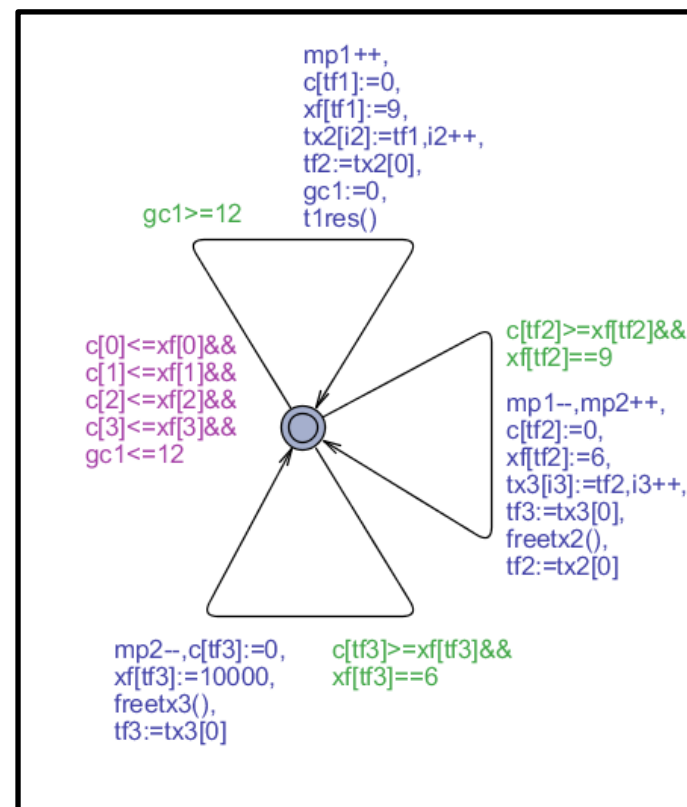 mp1++,
c[tf1]:=0,
xf[tf1]:=9,
tx2[i2]:=tf1,i2++,
tf2:=tx2[0],
gc1:=0,
t1res()
gc1>=12
c[tf2]>=xf[tf2]&&
xf[tf2]==9
c[0]<=xf[0]&&
c[1]<=xf[1]&&
c[2]<=xf[2]&&
c[3]<=xf[3]&&
gc1<=12
mp1--,mp2++,
c[tf2]:=0,
xf[tf2]:=6,
tx3[i3]:=tf2,i3++,
tf3:=tx3[0],
freetx2(),
tf2:=tx2[0]
mp2--,c[tf3]:=0,
xf[tf3]:=10000,
freetx3(),
tf3:=tx3[0]
c[tf3]>=xf[tf3]&&
xf[tf3]==6